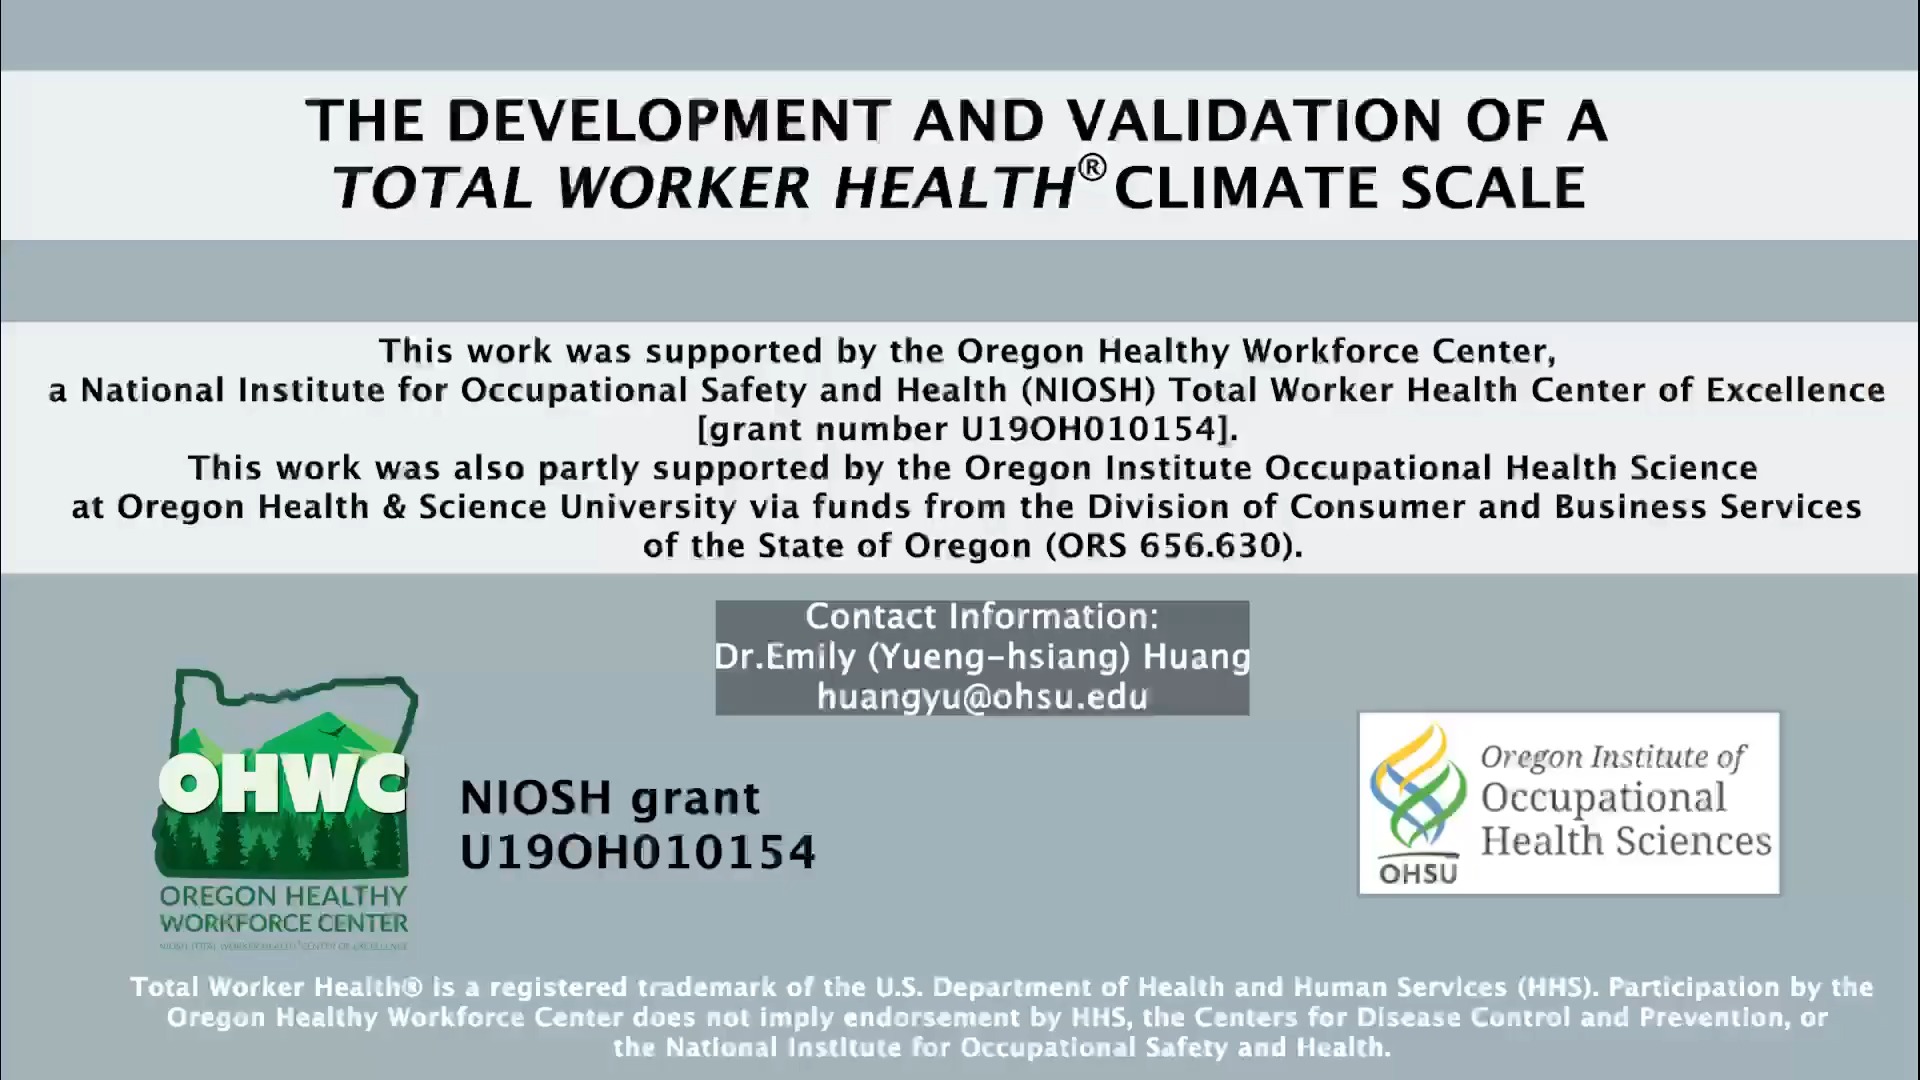 THE DEVELOPMENT AND VALIDATION OF A
TOTAL WORKER HEALTH® CLIMATE SCALE
This work was supported by the Oregon Healthy Workforce Center,
a National Institute for Occupational Safety and Health (NIOSH) Total Worker Health Center of Excellence
[grant number U19OH010154].
This work was also partly supported by the Oregon Institute Occupational Health Science
at Oregon Health & Science University via funds from the Division of Consumer and Business Services
of the State of Oregon (ORS 656.630).
Contact Information:
Dr.Emily (Yueng-hsiang) Huang
huangyu@ohsu.edu
OHWC
OREGON HEALTHY
WORKFORCE CENTER
NIOSH TOTAL WORKER HEALTH® CENTER OF EXCELLENCE
NIOSH grant
U19OH010154
Oregon Institute of
Occupational
Health Sciences
OHSU
Total Worker Health® is a registered trademark of the U.S. Department of Health and Human Services (HHS). Participation by the
Oregon Healthy Workforce Center does not imply endorsement by HHS, the Centers for Disease Control and Prevention, or
the National Institute for Occupational Safety and Health.